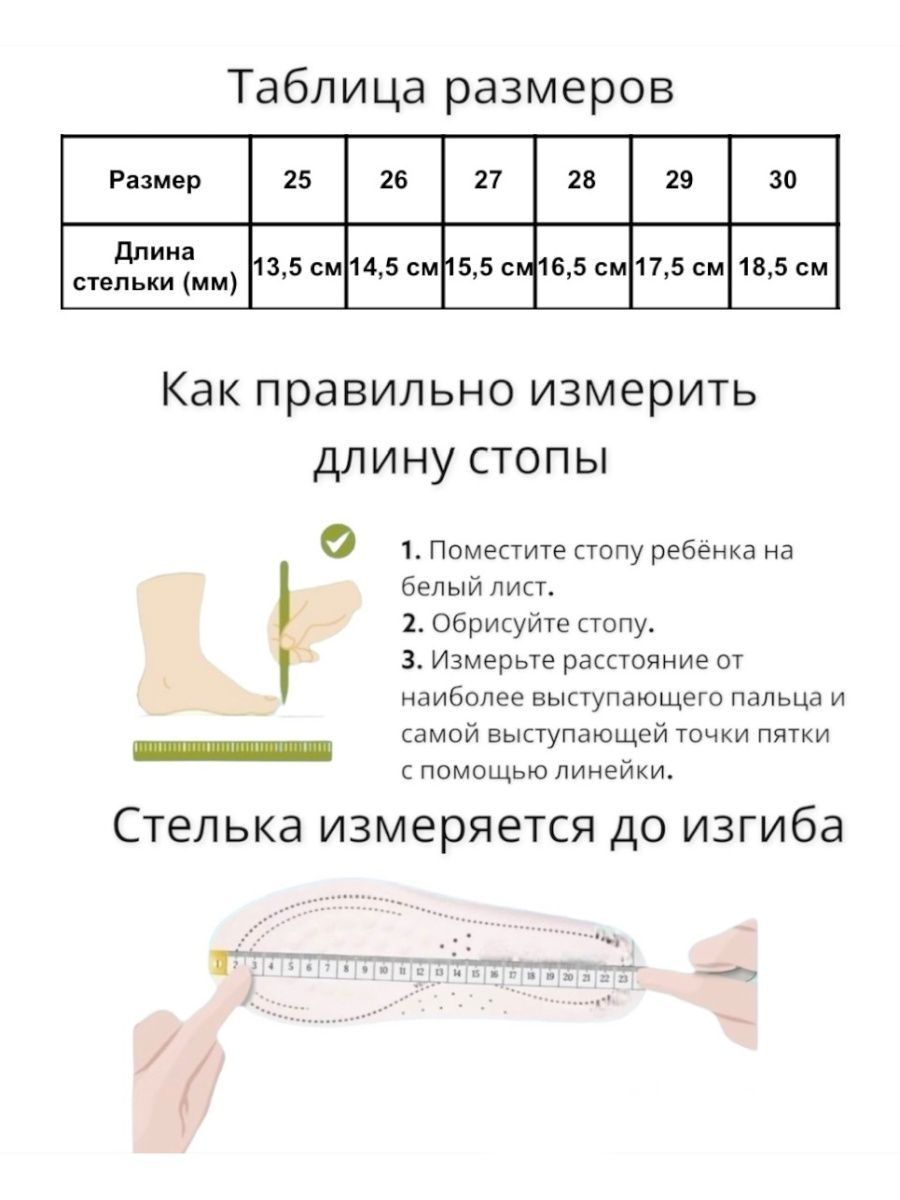 Таблица размеров
Размер 25 26 27 28 29 30
Длина
стельки (мм) 13,5 см 14,5 см 15,5 см 16,5 см 17,5 см 18,5 см
Как правильно измерить
длину стопы
1. Поместите стопу ребёнка на
белый лист.
2. Обрисуйте стопу.
3. Измерьте расстояние от
наиболее выступающего пальца и
самой выступающей точки пятки
с помощью линейки.
Стелька измеряется до изгиба
1 2 3 4 5 6 7 8 9 10 11 12 13 14 15 16 17 18 19 20 21 22 23